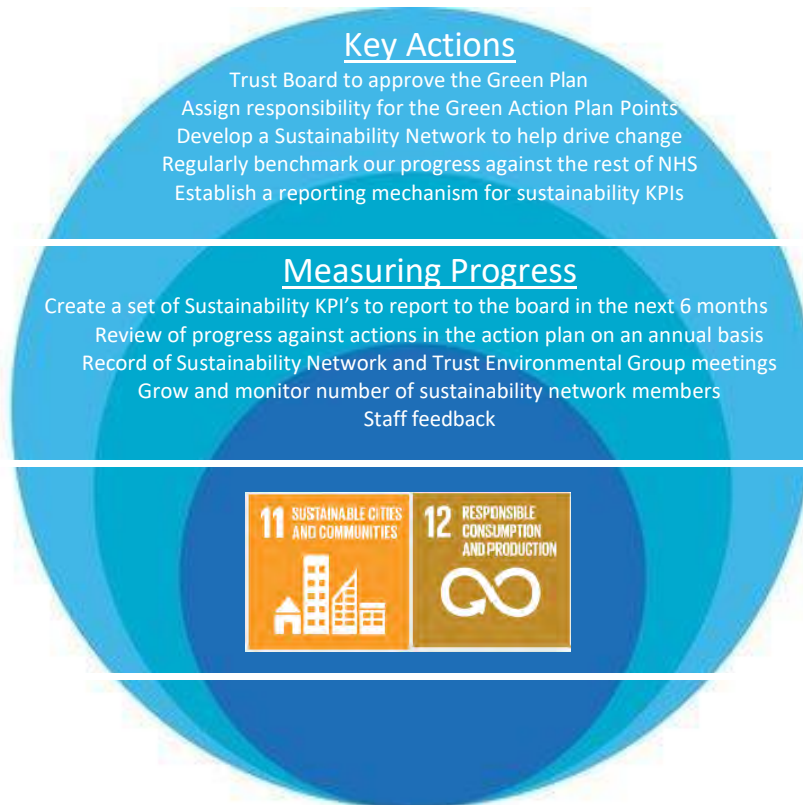 Key Actions
Trust Board to approve the Green Plan
Assign responsibility for the Green Action Plan Points
Develop a Sustainability Network to help drive change
Regularly benchmark our progress against the rest of NHS
Establish a reporting mechanism for sustainability KPIs
Measuring Progress
Create a set of Sustainability KPI's to report to the board in the next 6 months
Review of progress against actions in the action plan on an annual basis
Record of Sustainability Network and Trust Environmental Group meetings
Grow and monitor number of sustainability network members
Staff feedback
11 SUSTAINABLE CITIES
AND COMMUNITIES
12 RESPONSIBLE
CONSUMPTION
AND PRODUCTION